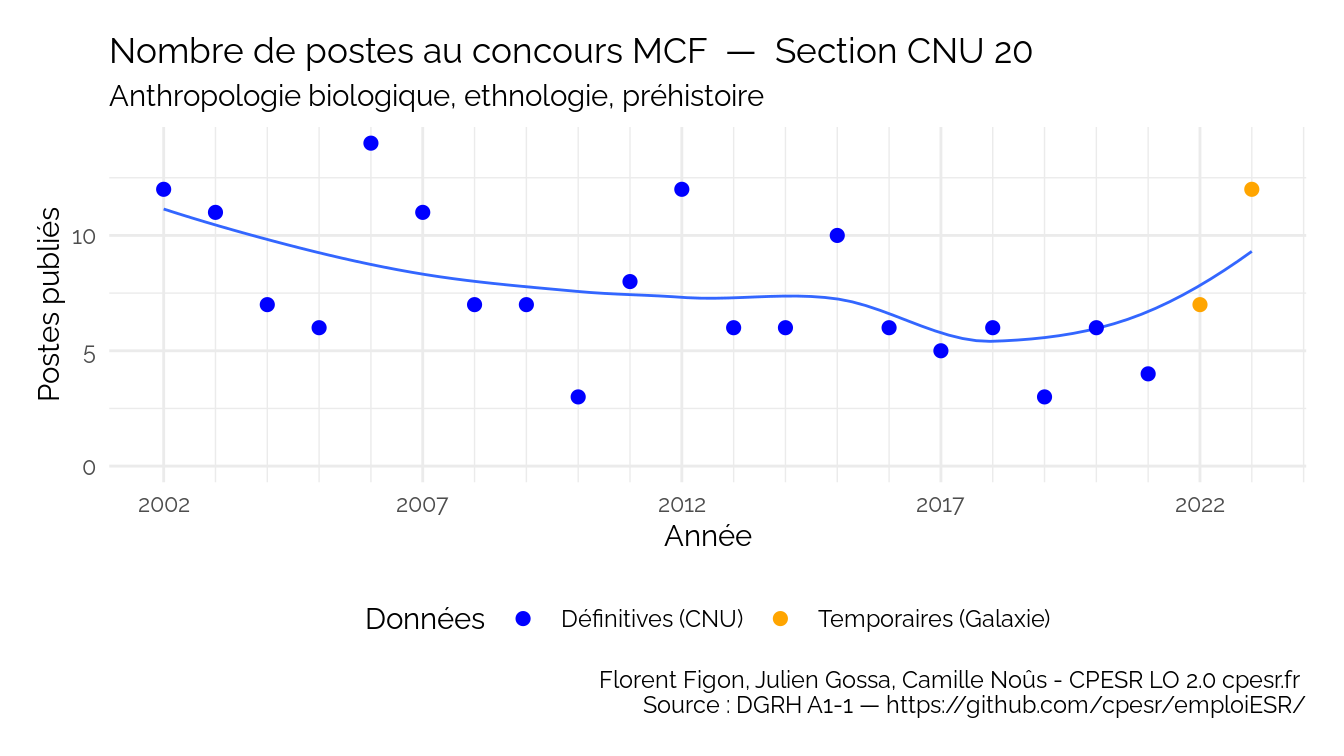 Nombre de postes au concours MCF — Section CNU 20
Anthropologie biologique, ethnologie, préhistoire
Postes publiés
10
5
0
2002 2007 2012 2017 2022
Année
Données Définitives (CNU) Temporaires (Galaxie)
Florent Figon, Julien Gossa, Camille Noûs - CPESR LO 2.0 cpesr.fr
Source : DGRH A1-1 — https://github.com/cpesr/emploiESR/